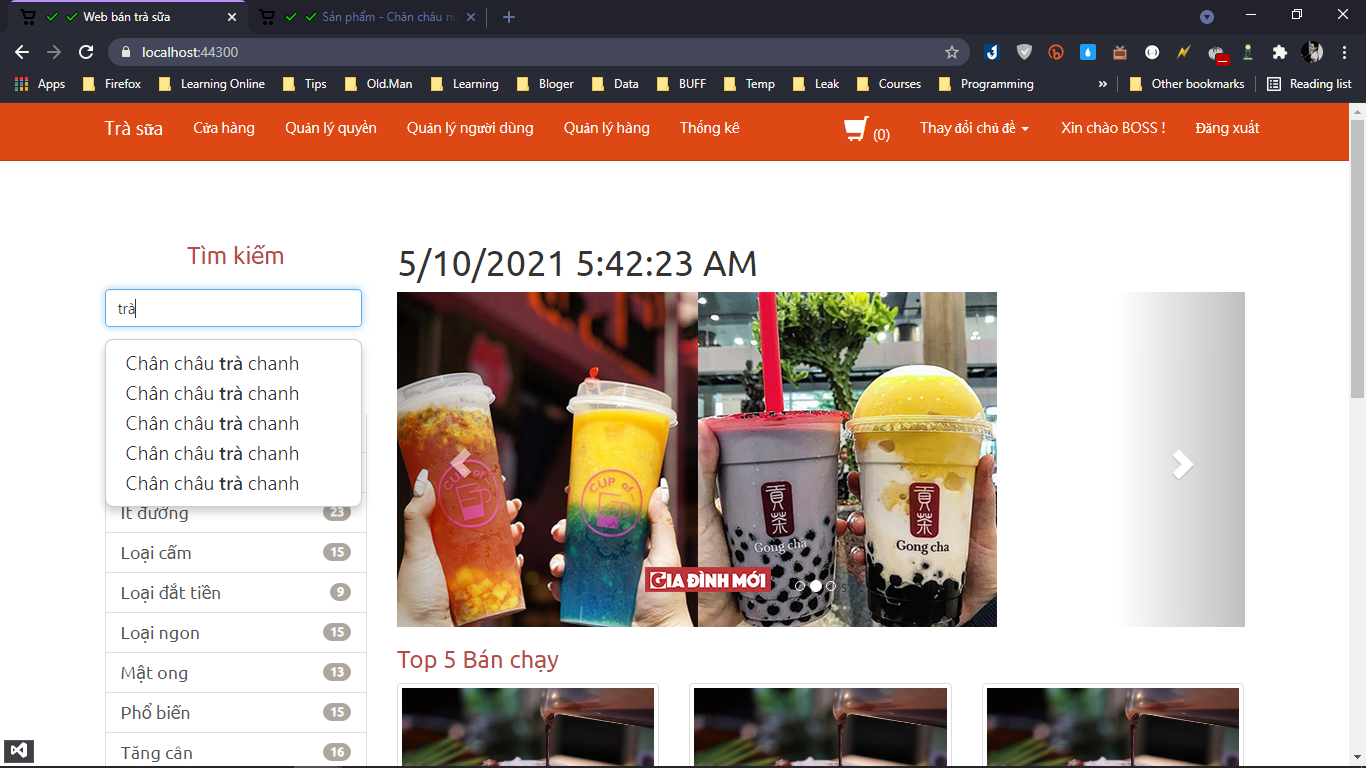 Web bán trà sữa
Sản phẩm - Chân châu nư
localhost:44300
Apps Firefox Learning Online Tips Old.Man Learning Bloger Data BUFF Temp Leak Courses Programming » Other bookmarks Reading list
Trà sữa Cửa hàng Quản lý quyền Quản lý người dùng Quản lý hàng Thống kê (0) Thay đổi chủ đề Xin chào BOSS ! Đăng xuất
Tìm kiếm
trà
Chân châu trà chanh
Chân châu trà chanh
Chân châu trà chanh
Chân châu trà chanh
Chân châu trà chanh
Ít đường 23
Loại cấm 15
Loại đắt tiền 9
Loại ngon 15
Mật ong 13
Phổ biến 15
Tăng cân 16
5/10/2021 5:42:23 AM
CUP of
CUP of
貢茶
Gong cha
貢茶
Gong cha
GIA ĐÌNH MỚI
s
Top 5 Bán chạy